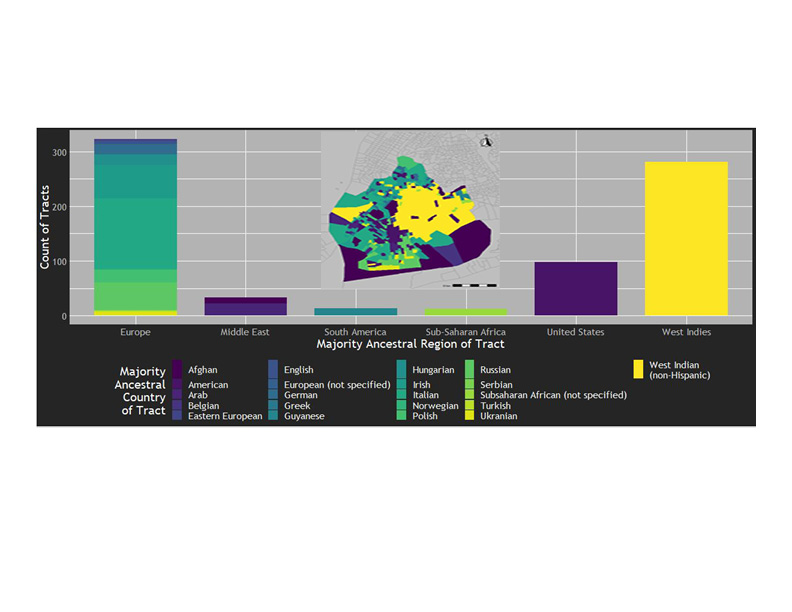 Count of Tracts
300
200
100
0
Europe
Middle East
South America
Sub-Saharan Africa
United States
West Indies
Majority Ancestral Region of Tract
Majority
Ancestral
Country
of Tract
Afghan
American
Arab
Belgian
Eastern European
English
European (not specified)
German
Greek
Guyanese
Hungarian
Irish
Italian
Norwegian
Polish
Russian
Serbian
Subsaharan African (not specified)
Turkish
Ukranian
West Indian
(non-Hispanic)